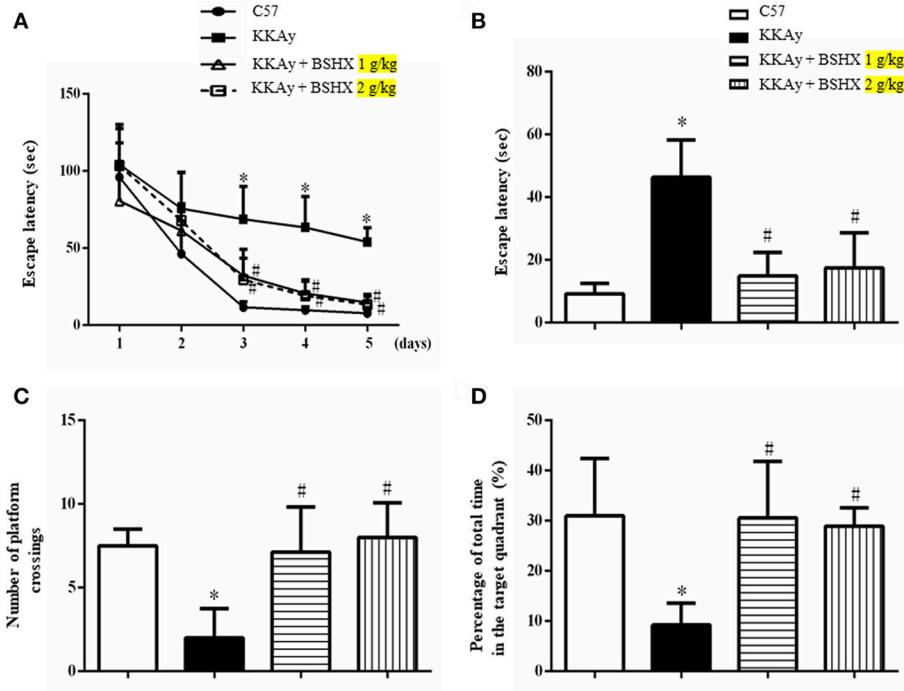 A
C57
KKAy
KKAy + BSHX 1 g/kg
KKAy + BSHX 2 g/kg
Escape latency (sec)
150
100
50
0
1 2 3 4 5 (days)
* * *
# # #
# # #
B
C57
KKAy
KKAy + BSHX 1 g/kg
KKAy + BSHX 2 g/kg
Escape latency (sec)
80
60
40
20
0
*
# #
C
Number of platform
crossings
15
10
5
0
*
# #
D
Percentage of total time
in the target quadrant (%)
50
40
30
20
10
0
*
# #